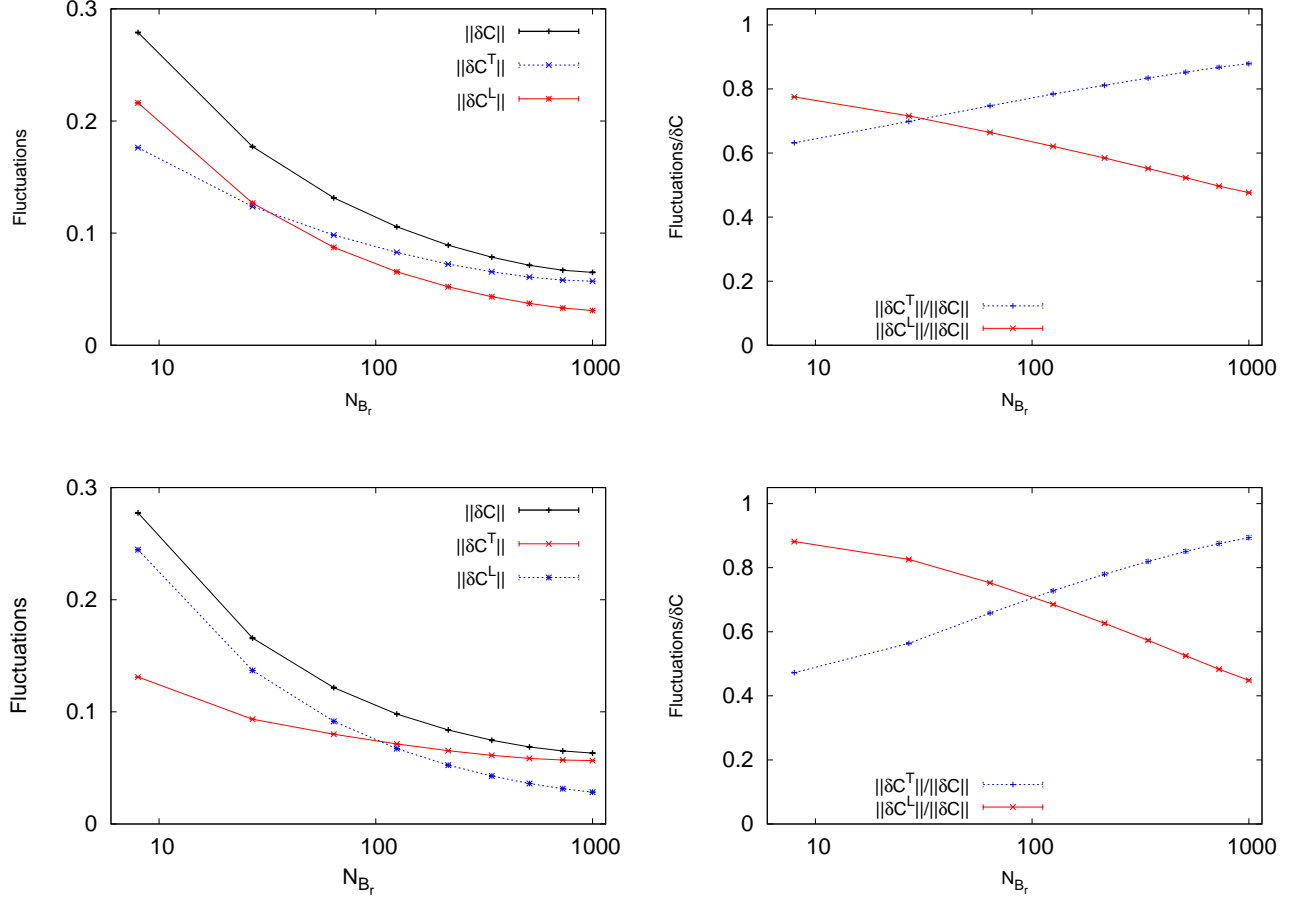 0.3
0.2
0.1
0
10
100
1000
Fluctuations
N_{B_r}
||δC||
||δC^T||
||δC^L||
1
0.8
0.6
0.4
0.2
0
10
100
1000
Fluctuations/δC
N_{B_r}
||δC^T||/||δC||
||δC^L||/||δC||
0.3
0.2
0.1
0
10
100
1000
Fluctuations
N_{B_r}
||δC||
||δC^T||
||δC^L||
1
0.8
0.6
0.4
0.2
0
10
100
1000
Fluctuations/δC
N_{B_r}
||δC^T||/||δC||
||δC^L||/||δC||